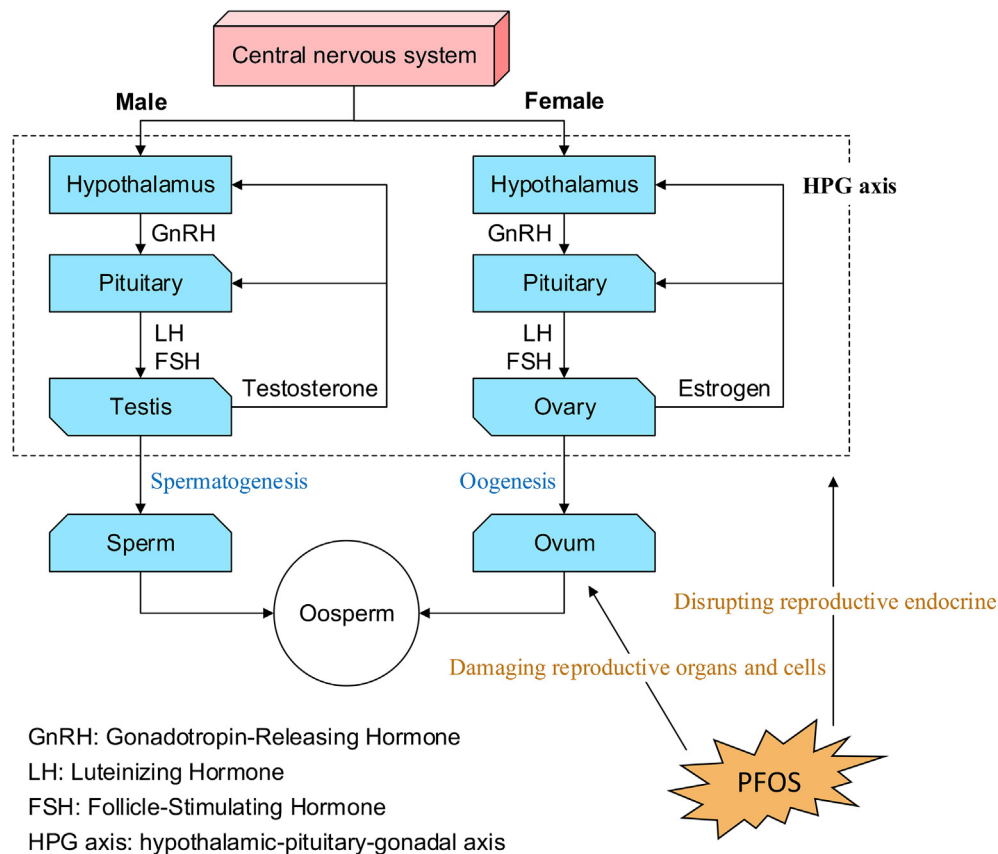 Central nervous system
Male
Female
Hypothalamus
Hypothalamus
HPG axis
GnRH
GnRH
Pituitary
Pituitary
LH
FSH
LH
FSH
Testosterone
Estrogen
Testis
Ovary
Spermatogenesis
Oogenesis
Sperm
Ovum
Oosperm
Disrupting reproductive endocrine
Damaging reproductive organs and cells
PFOS
GnRH: Gonadotropin-Releasing Hormone
LH: Luteinizing Hormone
FSH: Follicle-Stimulating Hormone
HPG axis: hypothalamic-pituitary-gonadal axis